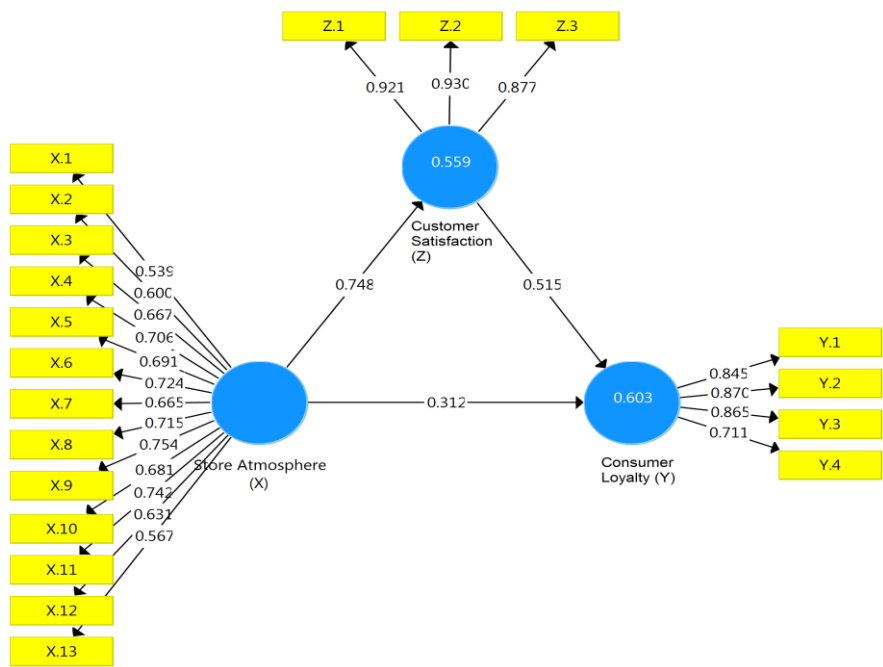 Z.1
Z.2
Z.3
0.921
0.930
0.877
0.559
Customer
Satisfaction
(Z)
X.1
X.2
X.3
X.4
X.5
X.6
X.7
X.8
X.9
X.10
X.11
X.12
X.13
0.539
0.600
0.667
0.706
0.691
0.724
0.665
0.715
0.754
0.681
0.742
0.631
0.567
0.748
0.515
0.312
Store Atmosphere
(X)
0.603
Consumer
Loyalty (Y)
0.845
0.870
0.865
0.711
Y.1
Y.2
Y.3
Y.4